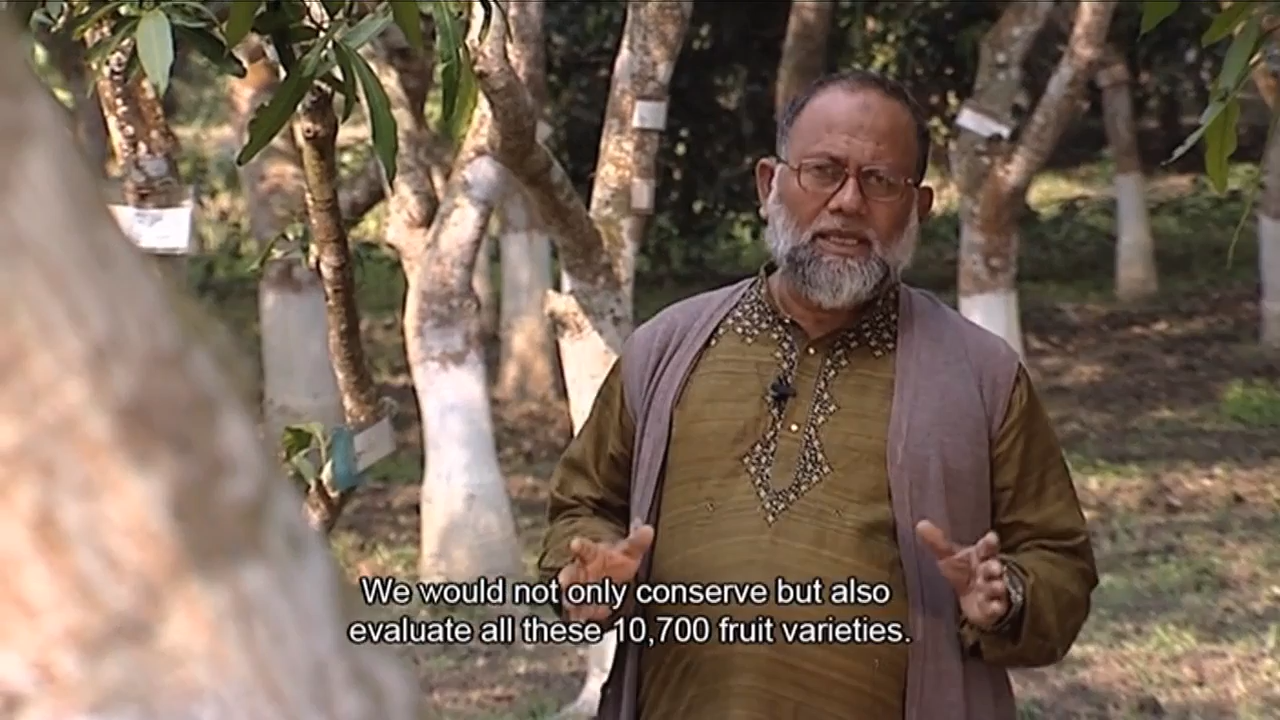 We would not only conserve but also
evaluate all these 10,700 fruit varieties.